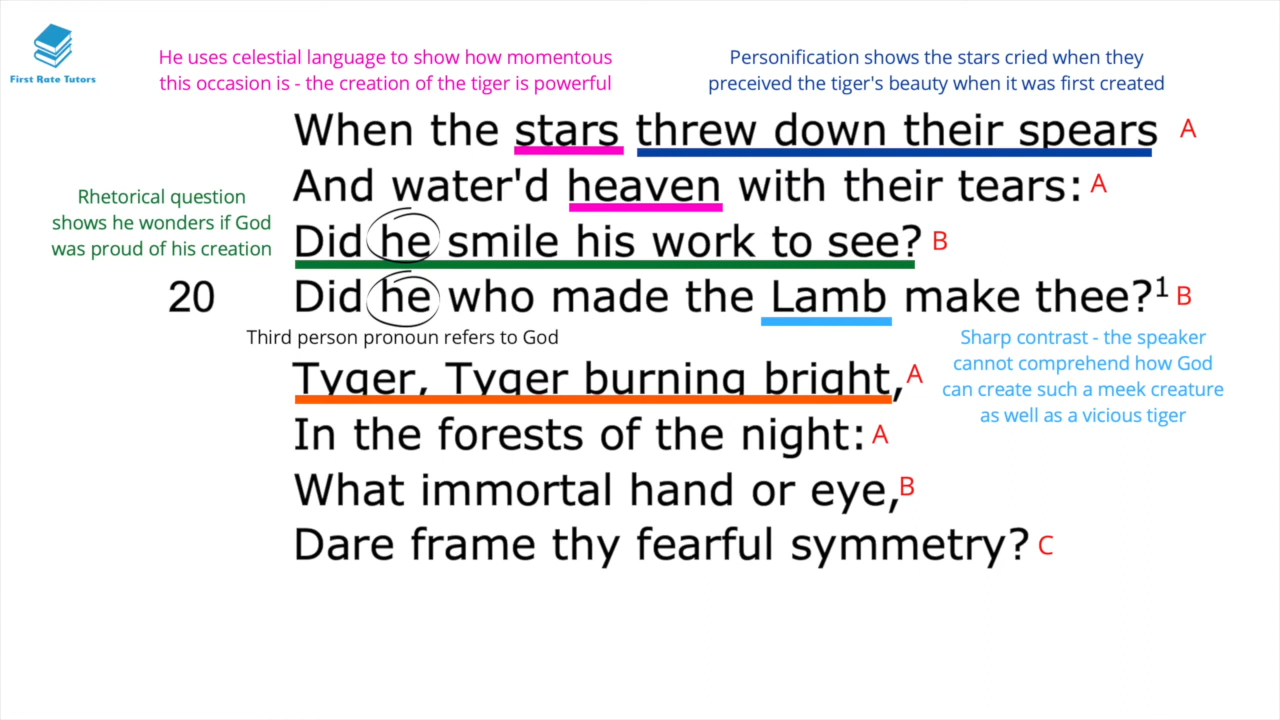 First Rate Tutors
He uses celestial language to show how momentous
this occasion is - the creation of the tiger is powerful
Personification shows the stars cried when they
preceived the tiger's beauty when it was first created
When the stars threw down their spears A
And water'd heaven with their tears: A
Rhetorical question
shows he wonders if God
was proud of his creation
Did he smile his work to see? B
20 Did he who made the Lamb make thee?¹ B
Third person pronoun refers to God
Sharp contrast - the speaker
cannot comprehend how God
can create such a meek creature
as well as a vicious tiger
Tyger, Tyger burning bright, A
In the forests of the night: A
What immortal hand or eye, B
Dare frame thy fearful symmetry? C